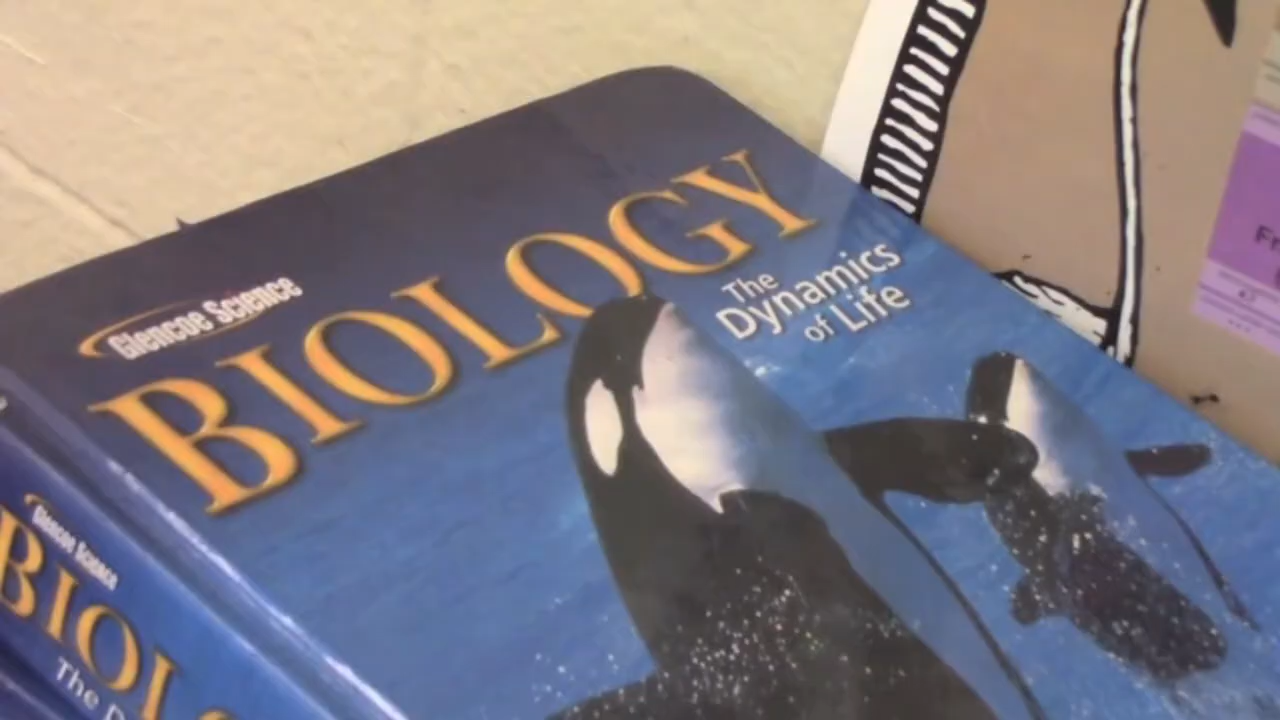 Glencoe Science
BIOLOGY
The
Dynamics
of Life
Glencoe Science
BIOL
The